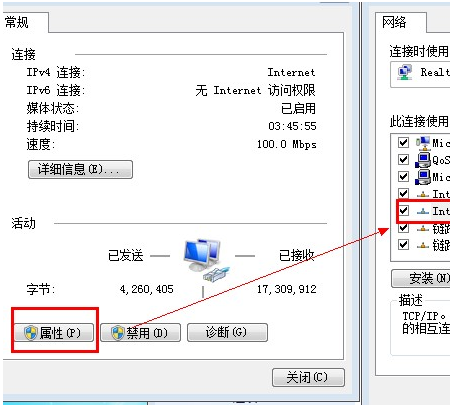 常规
连接
IPv4 连接: Internet
IPv6 连接: 无 Internet 访问权限
媒体状态: 已启用
持续时间: 03:45:55
速度: 100.0 Mbps
详细信息(E)...
活动
已发送 — — 已接收
字节: 4,260,405 | 17,309,912
属性(P) 禁用(D) 诊断(G)
关闭(C)
网络
连接时使用
Realt
此连接使用
Mic
QoS
Mic
Int
Int
链路
链路
安装(N)
描述
TCP/IP。
的相互连